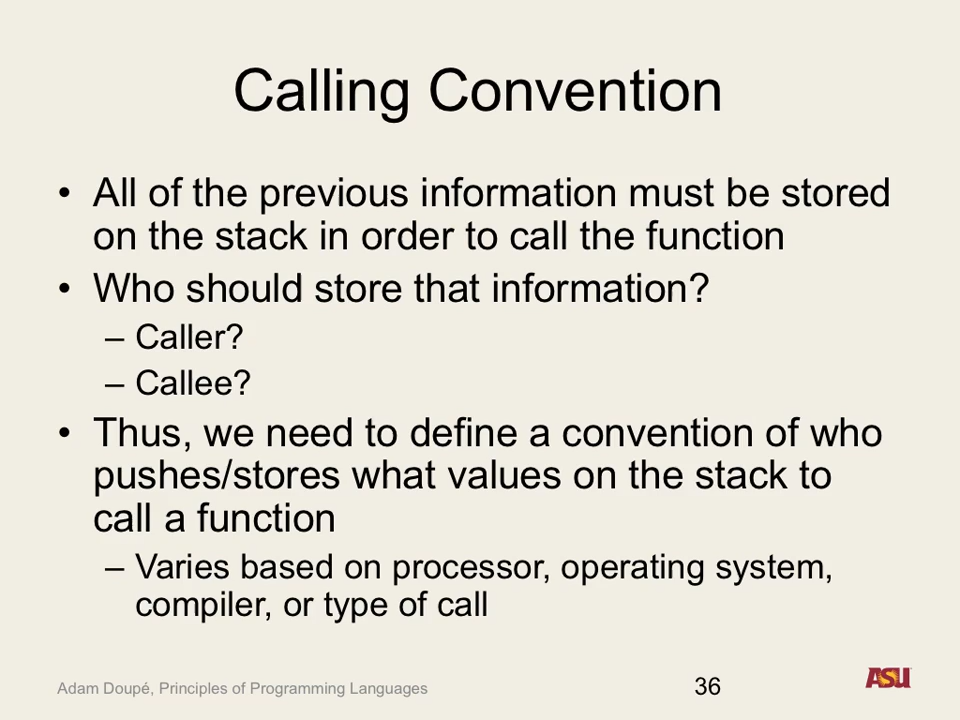 Calling Convention
• All of the previous information must be stored
on the stack in order to call the function
• Who should store that information?
– Caller?
– Callee?
• Thus, we need to define a convention of who
pushes/stores what values on the stack to
call a function
– Varies based on processor, operating system,
compiler, or type of call
Adam Doupé, Principles of Programming Languages
36
ASU